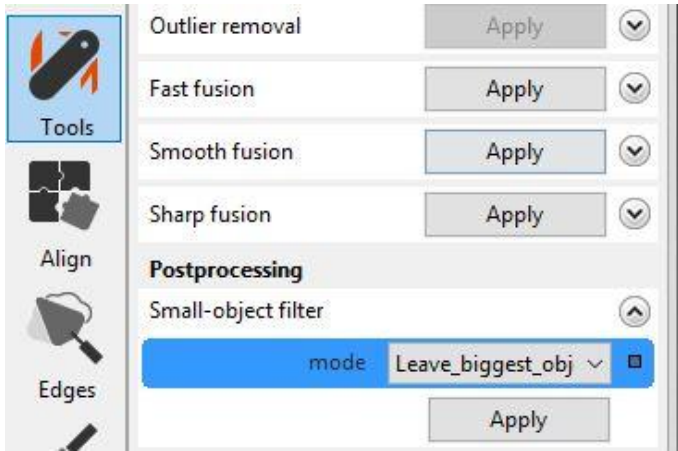 Outlier removal Apply
Fast fusion Apply
Tools
Smooth fusion Apply
Sharp fusion Apply
Align
Postprocessing
Small-object filter
mode Leave_biggest_obj
Edges
Apply